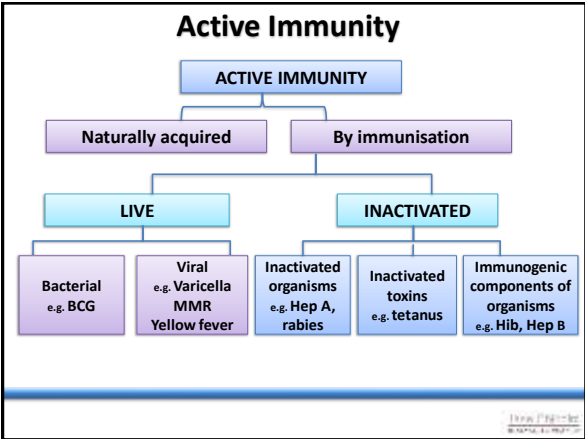 Active Immunity
ACTIVE IMMUNITY
Naturally acquired
By immunisation
LIVE
INACTIVATED
Bacterial
e.g. BCG
Viral
e.g. Varicella
MMR
Yellow fever
Inactivated
organisms
e.g. Hep A,
rabies
Inactivated
toxins
e.g. tetanus
Immunogenic
components of
organisms
e.g. Hib, Hep B